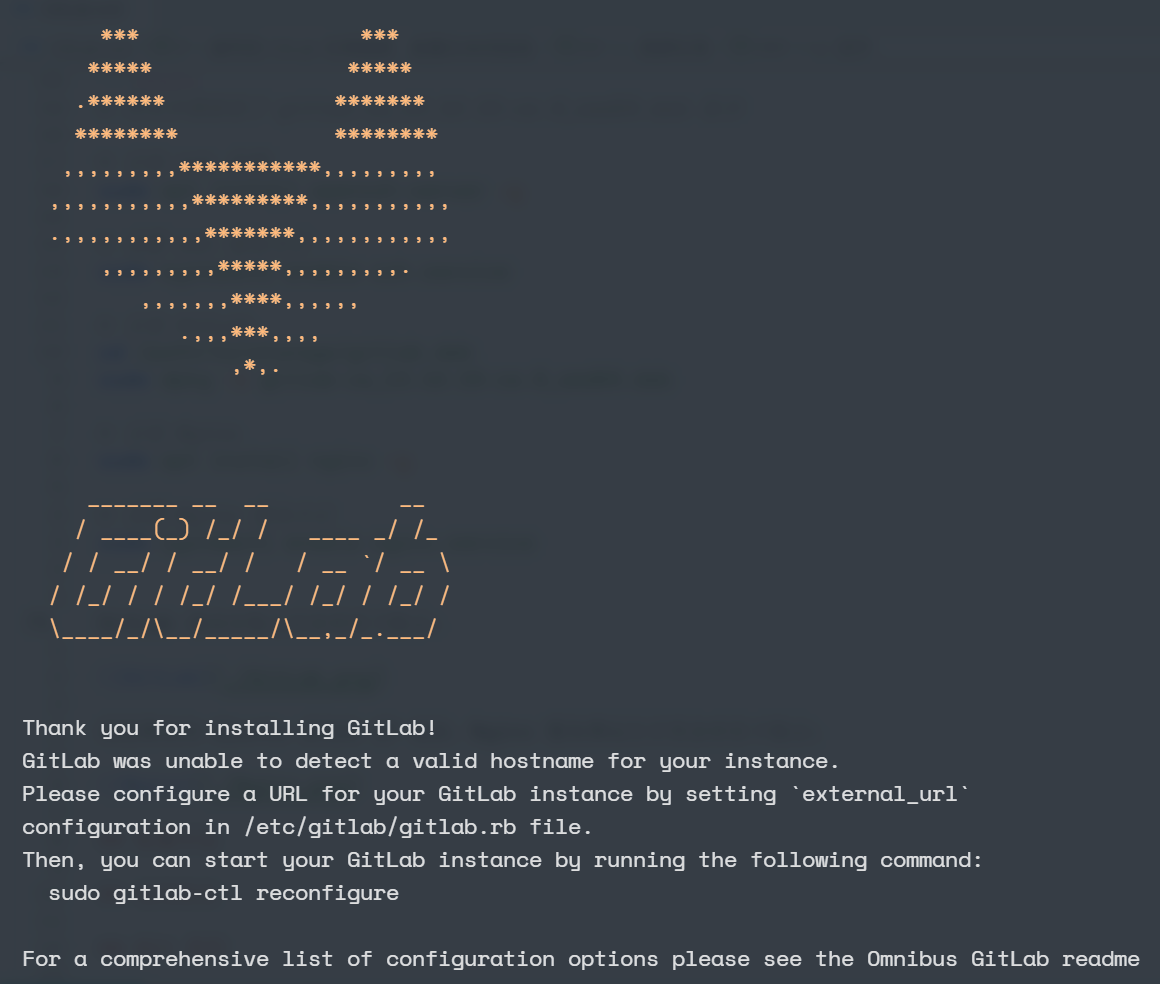 ***                 ***
    *****               *****
   .******             *******
   ********            ********
  ,,,,,,,,,***********,,,,,,,,,
 ,,,,,,,,,,,*********,,,,,,,,,,,
 .,,,,,,,,,,,*******,,,,,,,,,,,,
     ,,,,,,,,,*****,,,,,,,,,.
        ,,,,,,,****,,,,,,
           .,,,***,,,,
               ,*,.
    _______ __  __          __
   / ____(_) /_/ /   ____ _/ /_
  / / __/ / __/ /   / __ `/ __ \
 / /_/ / / /_/ /___/ /_/ / /_/ /
 \____/_/\__/_____/\__,_/_.___/
Thank you for installing GitLab!
GitLab was unable to detect a valid hostname for your instance.
Please configure a URL for your GitLab instance by setting `external_url`
configuration in /etc/gitlab/gitlab.rb file.
Then, you can start your GitLab instance by running the following command:
  sudo gitlab-ctl reconfigure
For a comprehensive list of configuration options please see the Omnibus GitLab readme